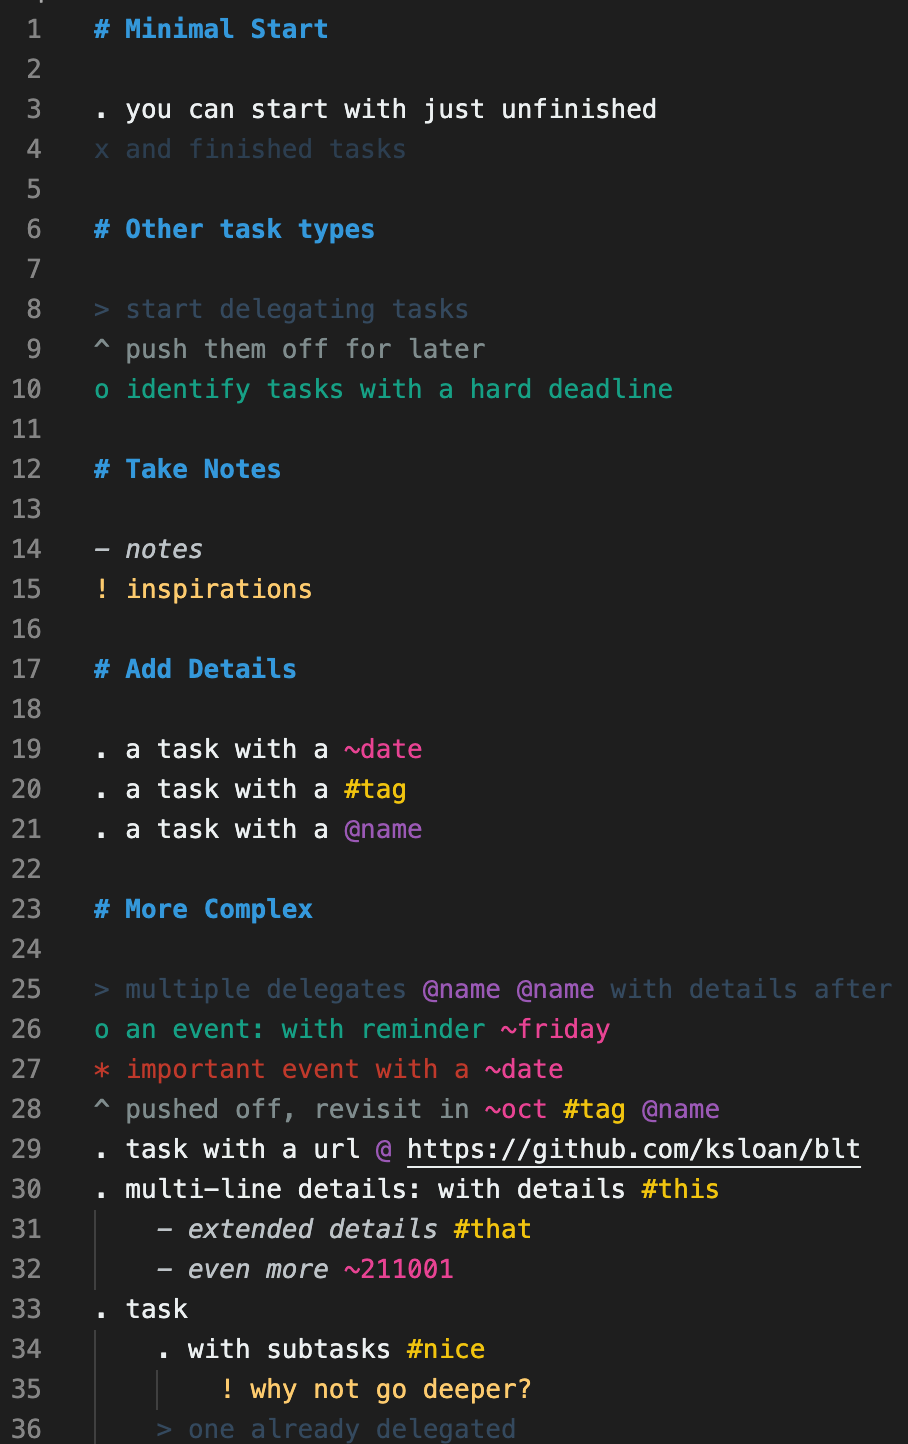 1 # Minimal Start
2
3 . you can start with just unfinished
4 x and finished tasks
5
6 # Other task types
7
8 > start delegating tasks
9 ^ push them off for later
10 o identify tasks with a hard deadline
11
12 # Take Notes
13
14 - notes
15 ! inspirations
16
17 # Add Details
18
19 . a task with a ~date
20 . a task with a #tag
21 . a task with a @name
22
23 # More Complex
24
25 > multiple delegates @name @name with details after
26 o an event: with reminder ~friday
27 * important event with a ~date
28 ^ pushed off, revisit in ~oct #tag @name
29 . task with a url @ https://github.com/ksloan/blt
30 . multi-line details: with details #this
31 - extended details #that
32 - even more ~211001
33 . task
34 . with subtasks #nice
35 ! why not go deeper?
36 > one already delegated